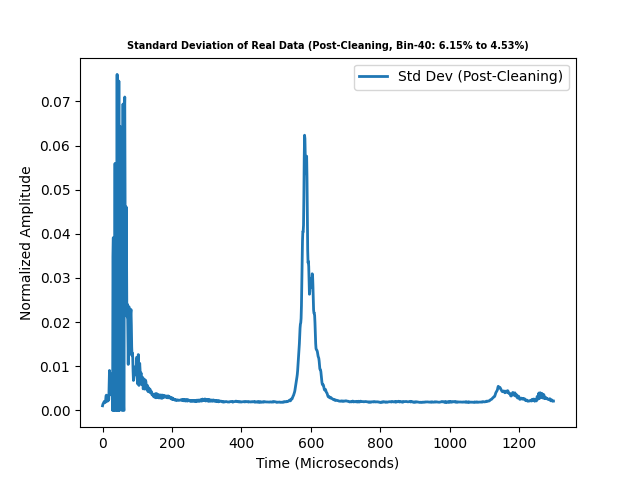 Standard Deviation of Real Data (Post-Cleaning, Bin-40: 6.15% to 4.53%)
Std Dev (Post-Cleaning)
Normalized Amplitude
0.07
0.06
0.05
0.04
0.03
0.02
0.01
0.00
0 200 400 600 800 1000 1200
Time (Microseconds)